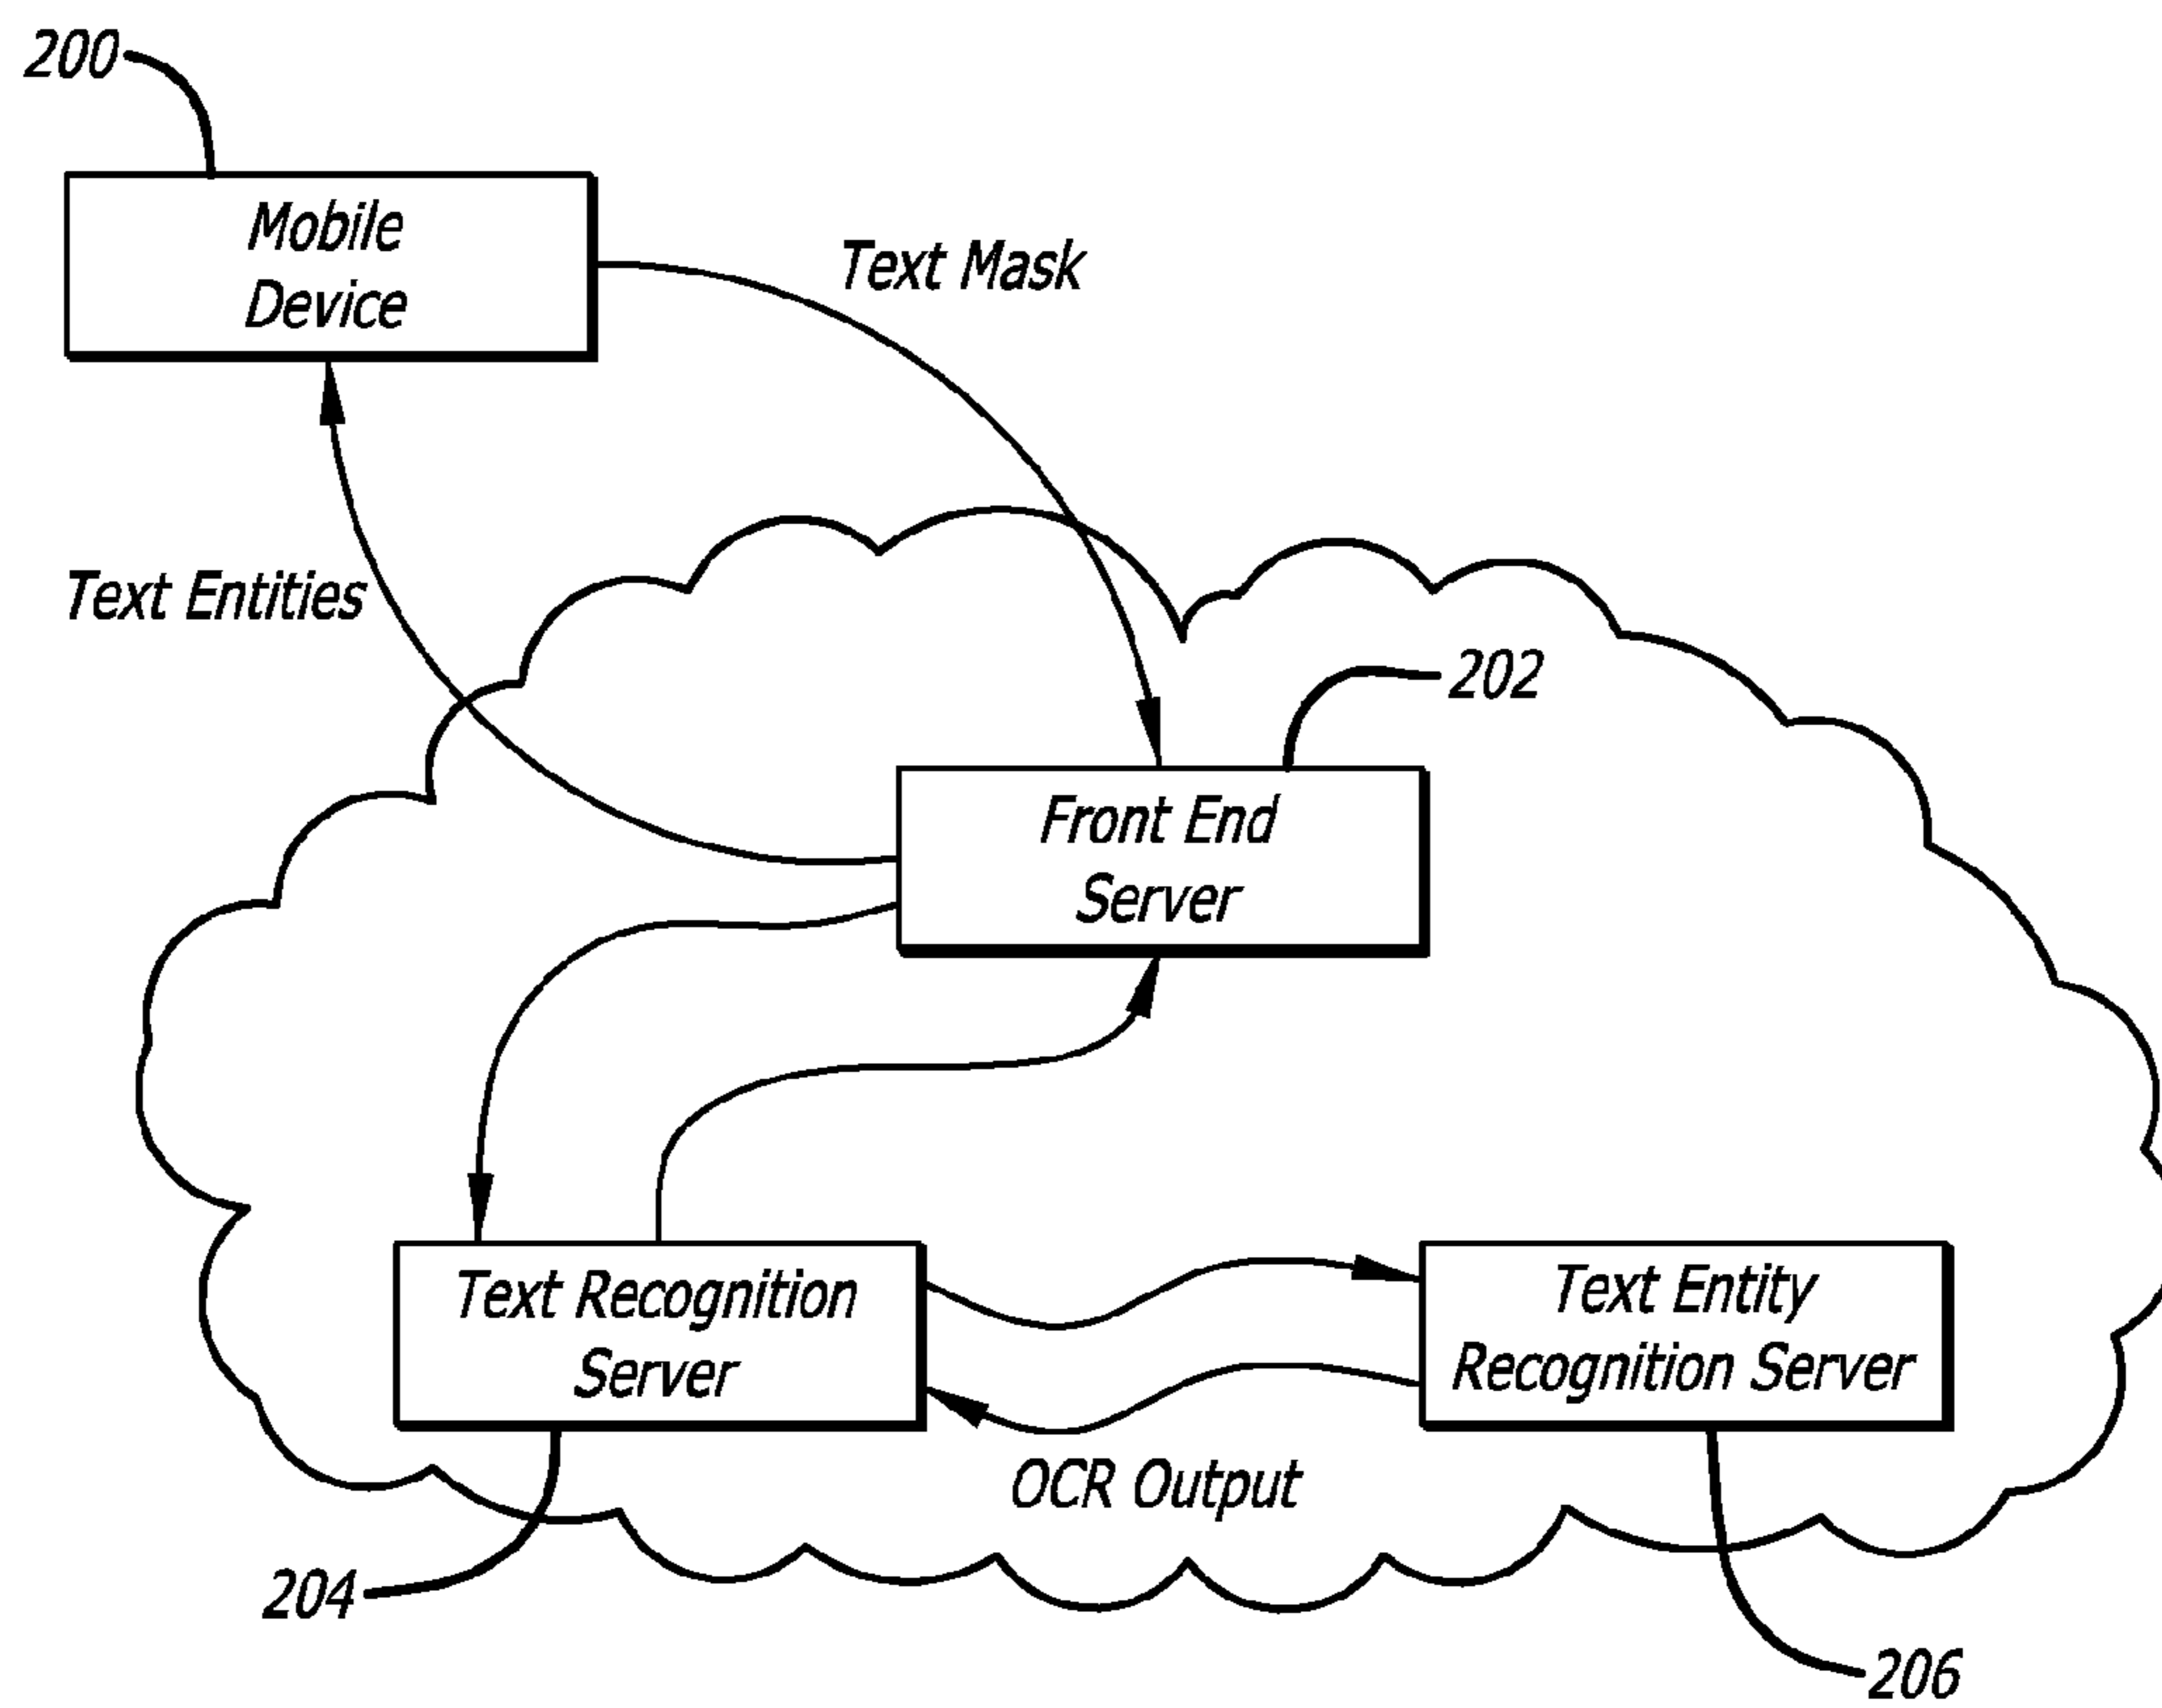 200
Mobile
Device
Text Mask
Text Entities
202
Front End
Server
Text Recognition
Server
Text Entity
Recognition Server
OCR Output
204
206